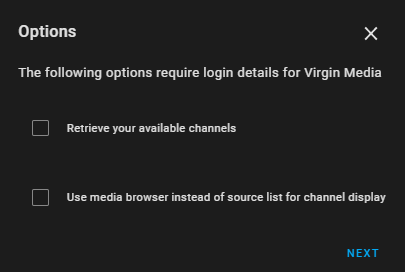 Options
The following options require login details for Virgin Media
Retrieve your available channels
Use media browser instead of source list for channel display
NEXT